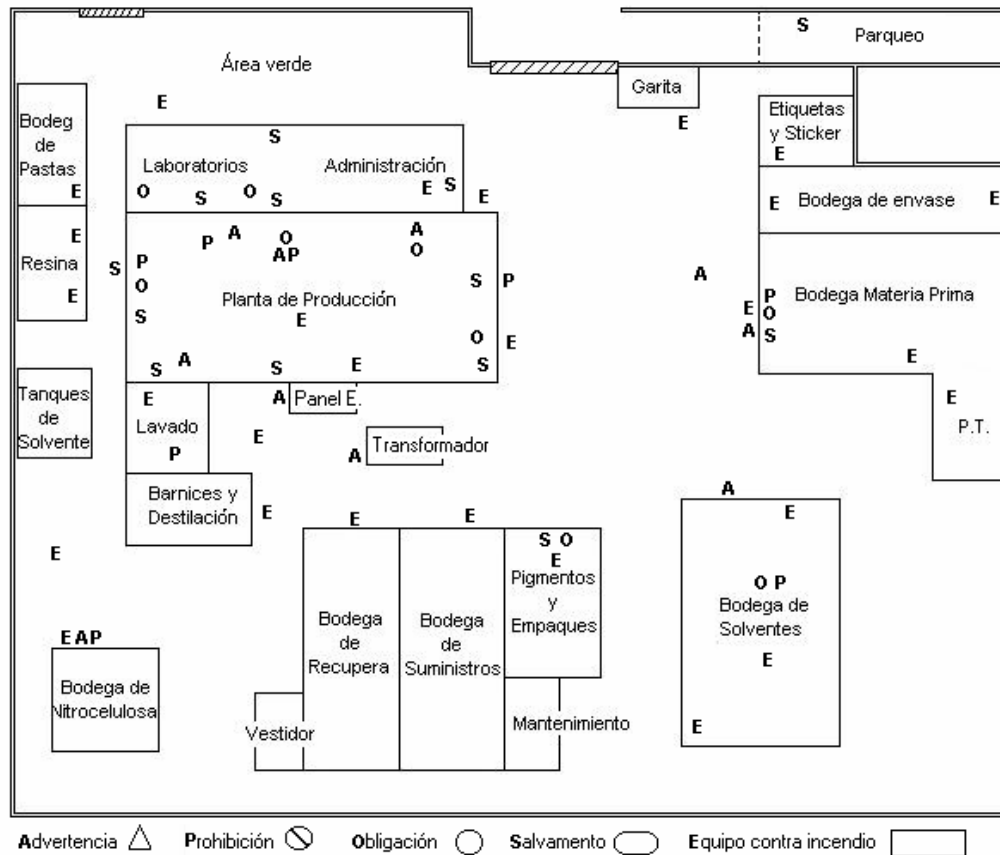 S
Parqueo
Área verde
Garita
E
Bodeg
de
Pastas
E
Etiquetas
y Sticker
E
E
S
Laboratorios
Administración
O
S
O
S
E
S
E
E
Bodega de envase
E
E
Resina
E
P
A
O
A P
A
O
S
P
O
S
Planta de Producción
E
S
P
O
E
S
S
A
S
E
A
E
A
P
O
S
Bodega Materia Prima
E
Tanques
de
Solvente
E
Lavado
P
A
Panel E.
E
A
Transformador
E
P.T.
Barnices y
Destilación
E
E
E
E
S O
E
Pigmentos
y
Empaques
A
E
O P
Bodega de
Solventes
E
E
Bodega
de
Recupera
Bodega
de
Suministros
E A P
Bodega de
Nitrocelulosa
Vestidor
Mantenimiento
Advertencia
Prohibición
Obligación
Salvamento
Equipo contra incendio